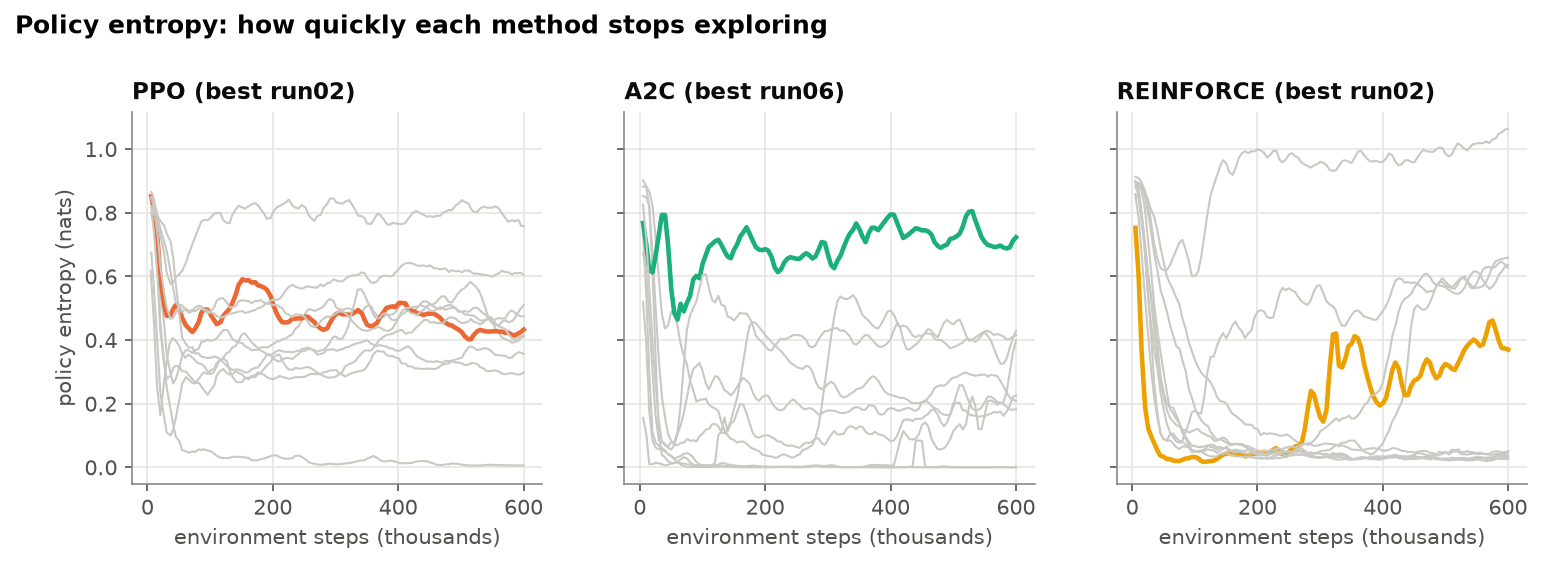 Policy entropy: how quickly each method stops exploring
PPO (best run02)
A2C (best run06)
REINFORCE (best run02)
policy entropy (nats)
1.0
0.8
0.6
0.4
0.2
0.0
0 200 400 600
0 200 400 600
0 200 400 600
environment steps (thousands)
environment steps (thousands)
environment steps (thousands)